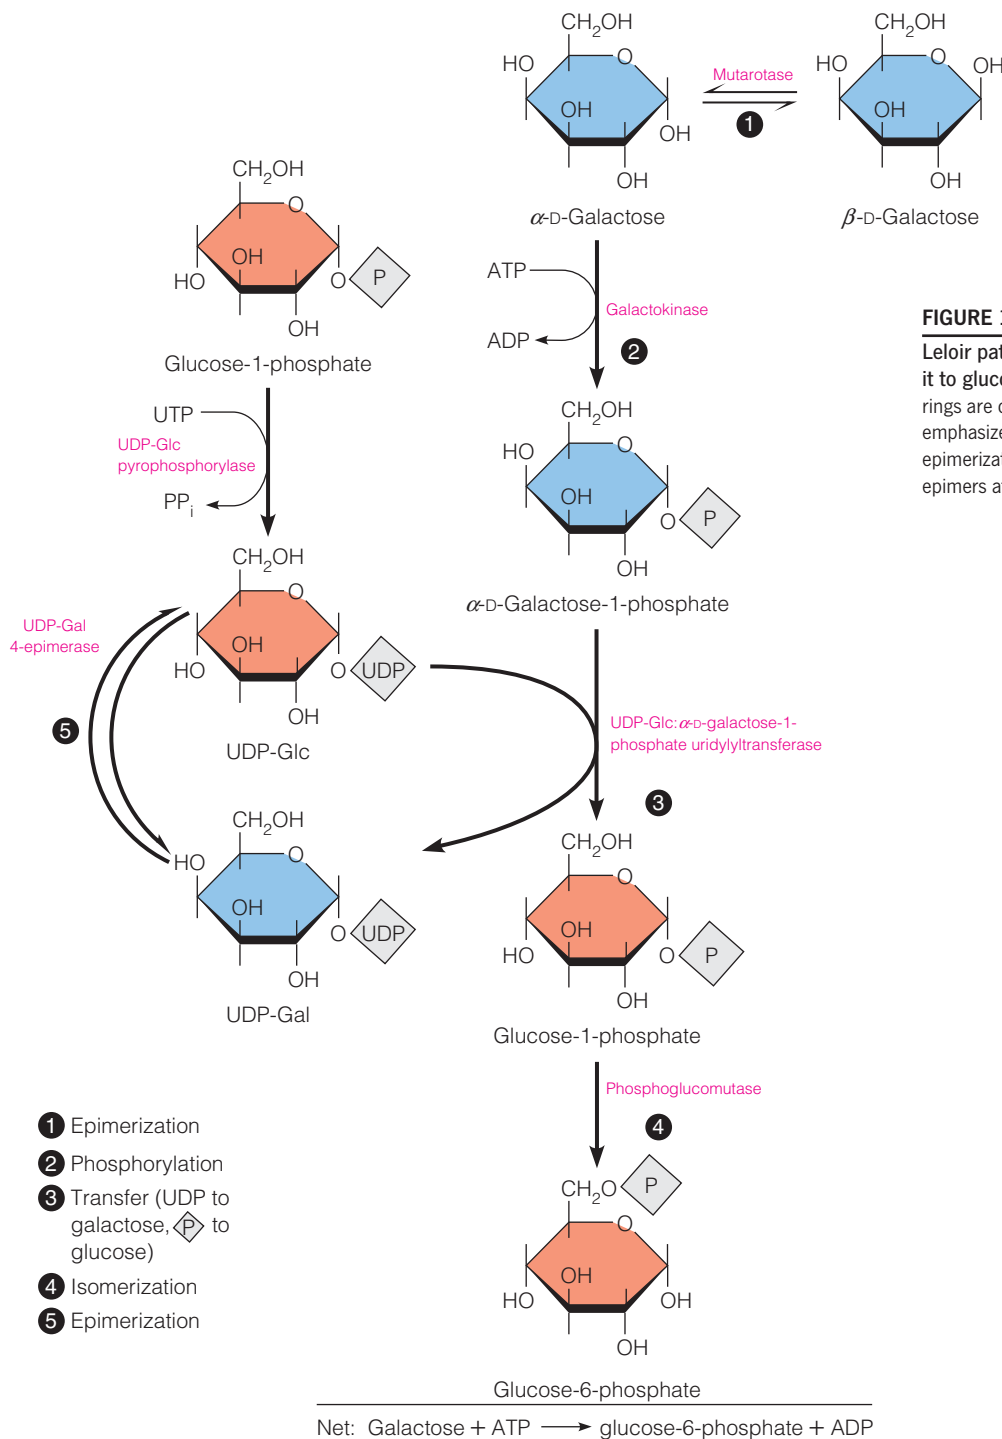 CH2OH
O
HO
OH
OH
OH
α-D-Galactose
Mutarotase
1
CH2OH
O
HO
OH
OH
OH
β-D-Galactose
CH2OH
O
OH
HO
O P
OH
Glucose-1-phosphate
ATP
Galactokinase
ADP
2
FIGURE
Leloir
it to
rings are
emphasize
UTP
UDP-Glc
pyrophosphorylase
PPi
CH2OH
O
HO
OH
O P
OH
α-D-Galactose-1-phosphate
CH2OH
O
OH
HO
O UDP
OH
UDP-Glc
UDP-Gal
4-epimerase
5
UDP-Glc:α-D-galactose-1-
phosphate uridylyltransferase
3
CH2OH
O
HO
OH
O UDP
OH
UDP-Gal
CH2OH
O
OH
HO
O P
OH
Glucose-1-phosphate
Phosphoglucomutase
4
CH2O P
O
OH
HO
OH
OH
Glucose-6-phosphate
1 Epimerization
2 Phosphorylation
3 Transfer (UDP to
galactose, P to
glucose)
4 Isomerization
5 Epimerization
Net: Galactose + ATP ⟶ glucose-6-phosphate + ADP